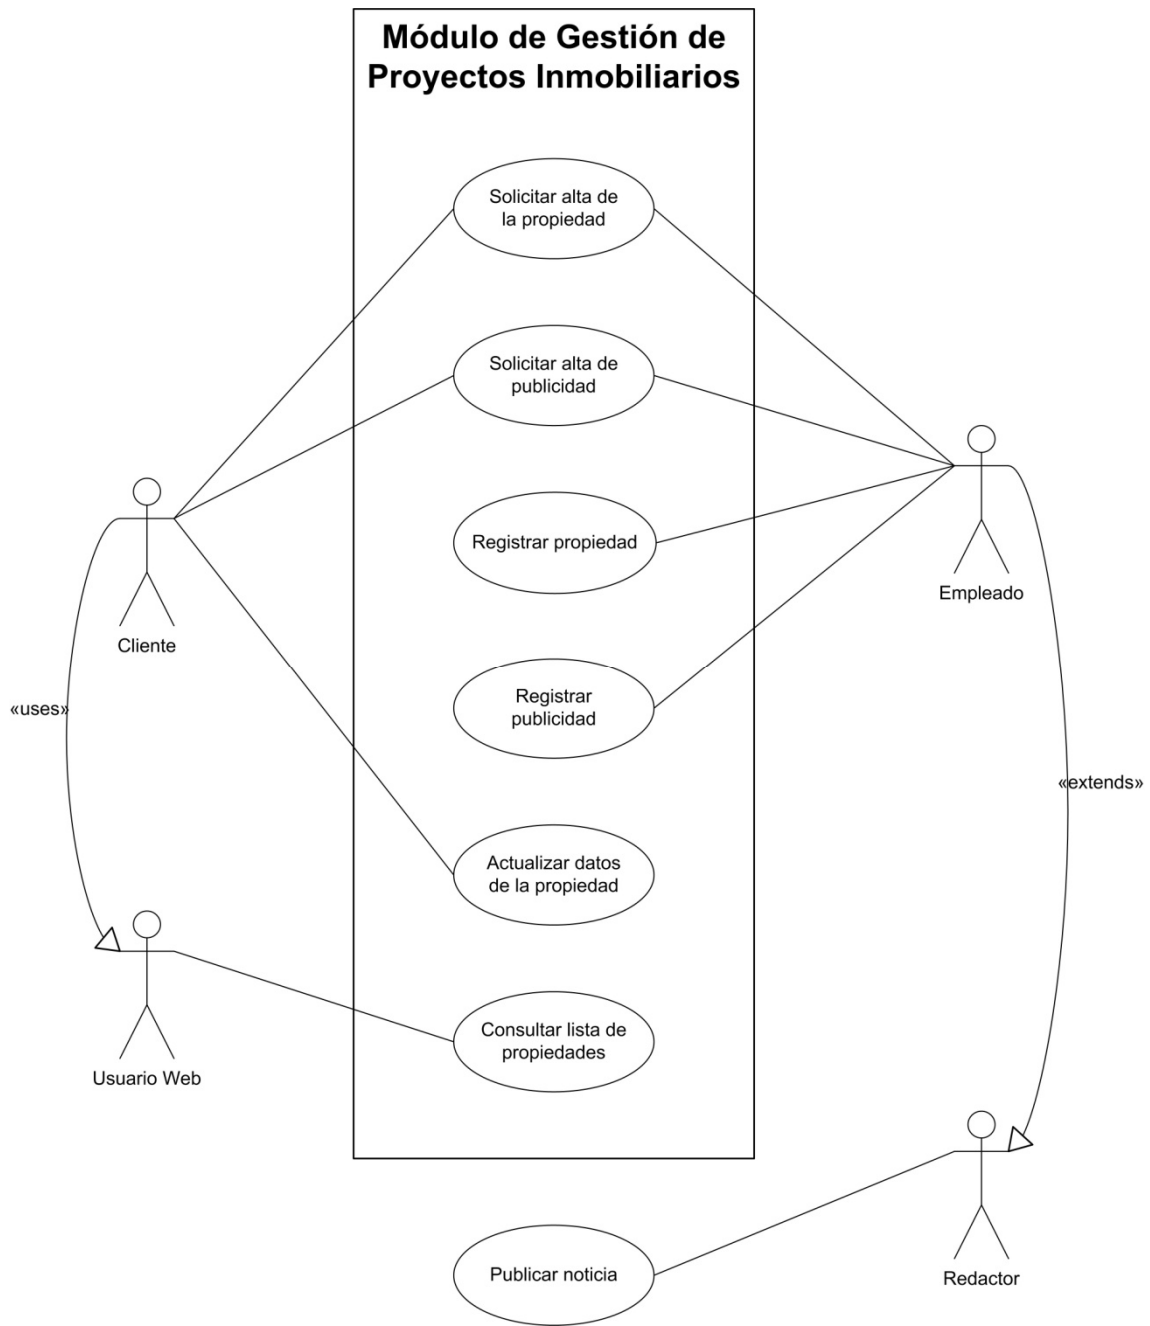 Módulo de Gestión de
Proyectos Inmobiliarios
Solicitar alta de
la propiedad
Solicitar alta de
publicidad
Registrar propiedad
Empleado
Cliente
Registrar
publicidad
«uses»
«extends»
Actualizar datos
de la propiedad
Consultar lista de
propiedades
Usuario Web
Publicar noticia
Redactor